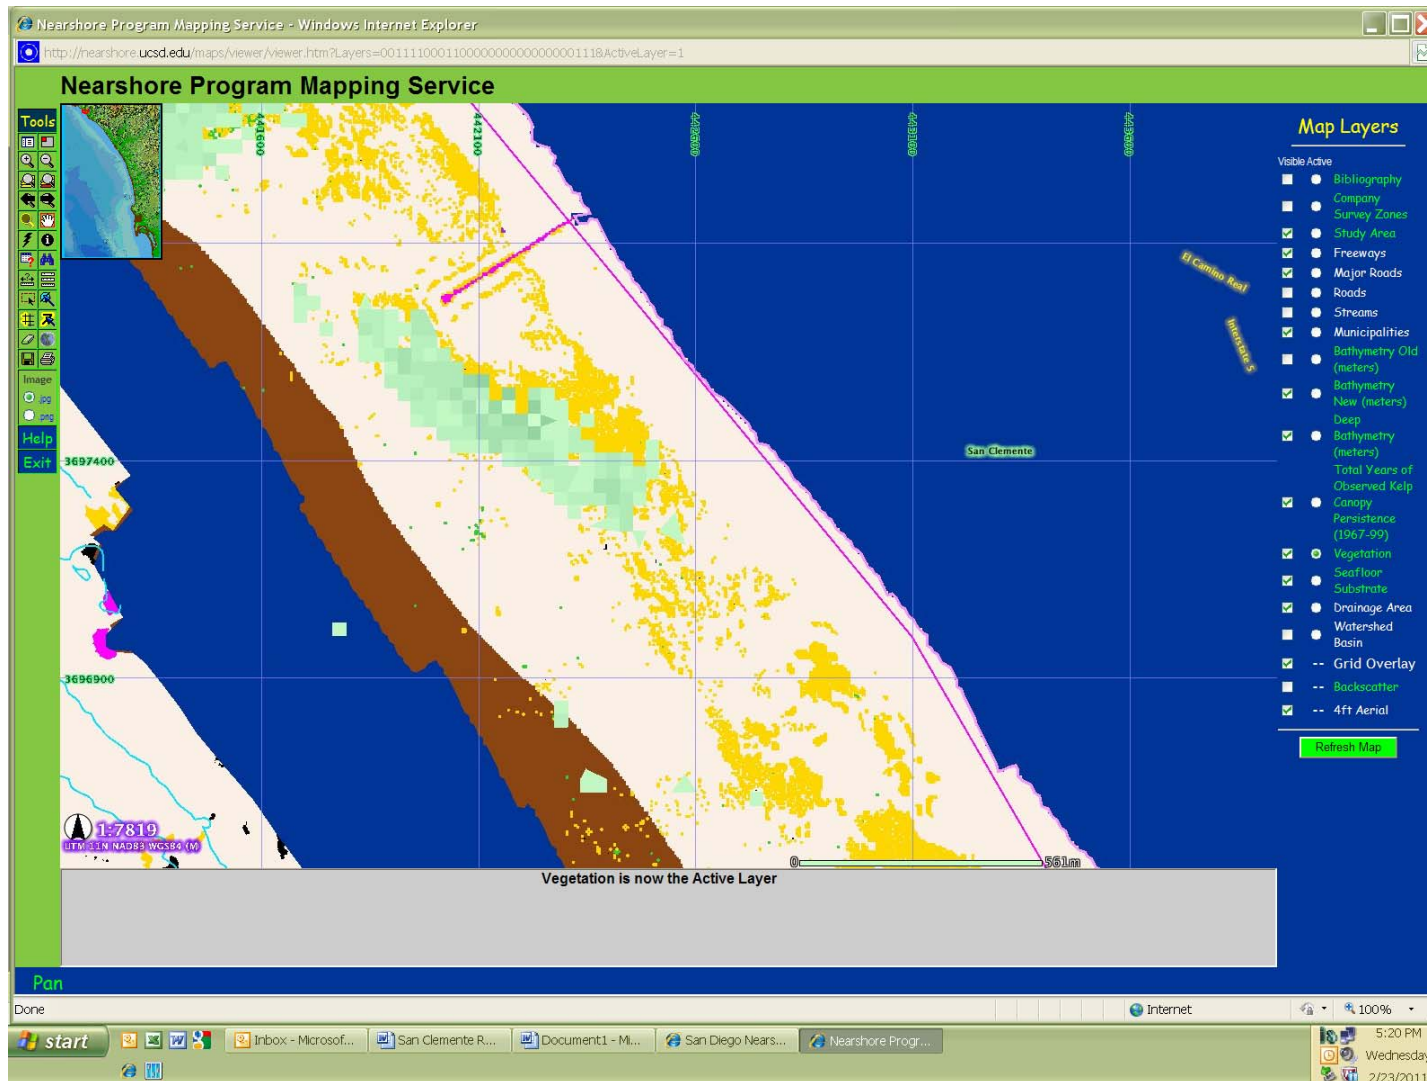 Nearshore Program Mapping Service - Windows Internet Explorer
http://nearshore.ucsd.edu/maps/viewer/viewer.htm?Layers=
Nearshore Program Mapping Service
Tools
Image
.jpg
.png
Help
Exit
441600
442100
3697400
3696900
El Camino Real
Interstate 5
San Clemente
1:7819
UTM 11N NAD83 WGS84 (M)
0
561m
Map Layers
Visible Active
Bibliography
Company
Survey Zones
Study Area
Freeways
Major Roads
Roads
Streams
Municipalities
Bathymetry Old
(meters)
Bathymetry
New (meters)
Deep
Bathymetry
(meters)
Total Years of
Observed Kelp
Canopy
Persistence
(1967-99)
Vegetation
Seafloor
Substrate
Drainage Area
Watershed
Basin
-- Grid Overlay
-- Backscatter
-- 4ft Aerial
Refresh Map
Vegetation is now the Active Layer
Pan
Done
Internet
100%
start
Inbox - Microsof...
San Clemente R...
Document1 - Mi...
San Diego Nears...
Nearshore Progr...
5:20 PM
Wednesday
2/23/2011